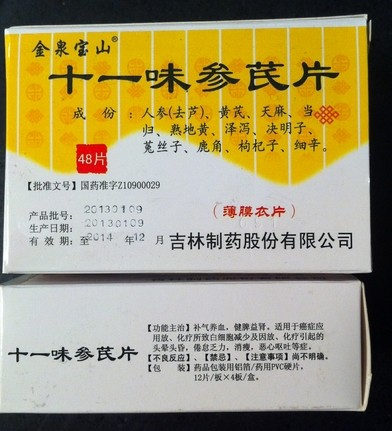 金泉宝山®
十一味参芪片
成 份：人参(去芦)、黄芪、天麻、当
归、熟地黄、泽泻、决明子、
菟丝子、鹿角、枸杞子、细辛。
48片
【批准文号】国药准字Z10900029
产品批号：20130109
生产日期：20130109
有 效 期：至2014年12月
(薄膜衣片)
吉林制药股份有限公司
十一味参芪片
【功能主治】补气养血，健脾益肾。适用于癌症应
用放、化疗所致白细胞减少及因放、化疗引起的
头晕头昏，倦怠乏力，消瘦，恶心呕吐等症。
【不良反应】、【禁忌】、【注意事项】尚不明确。
【包 装】药品包装用铝箔/药用PVC硬片，
12片/板×4板/盒。